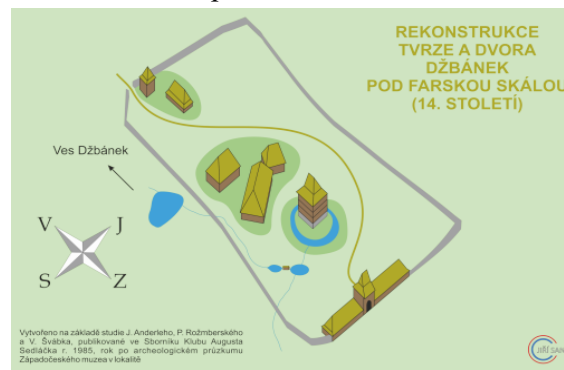 REKONSTRUKCE
TVRZE A DVORA
DŽBÁNEK
POD FARSKOU SKÁLOU
(14. STOLETÍ)
Ves Džbánek
V
J
S
Z
Vytvořeno na základě studie J. Anderleho, P. Rožmberského
a V. Švábka, publikované ve Sborníku Klubu Augusta
Sedláčka r. 1985, rok po archeologickém průzkumu
Západočeského muzea v lokalitě
JIŘÍ